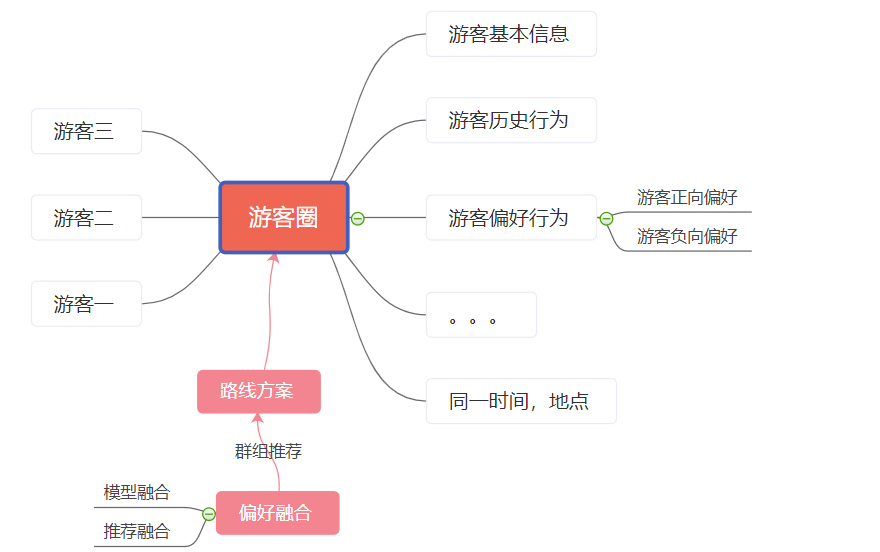 游客基本信息
游客三
游客历史行为
游客二
游客圈
游客偏好行为
游客正向偏好
游客负向偏好
游客一
。。。
路线方案
同一时间，地点
群组推荐
模型融合
偏好融合
推荐融合